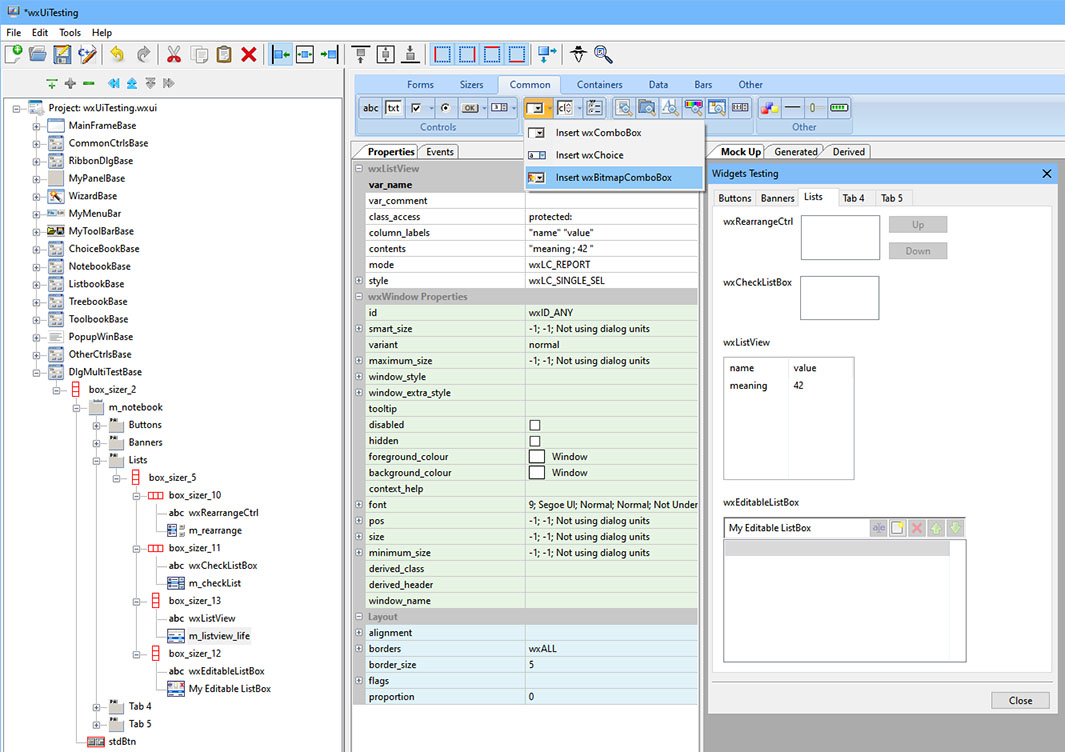 *wxUiTesting
File Edit Tools Help
Project: wxUiTesting.wxui
MainFrameBase
CommonCtrlsBase
RibbonDlgBase
MyPanelBase
WizardBase
MyMenuBar
MyToolBarBase
ChoiceBookBase
NotebookBase
ListbookBase
TreebookBase
ToolbookBase
PopupWinBase
OtherCtrlsBase
DlgMultiTestBase
box_sizer_2
m_notebook
Buttons
Banners
Lists
box_sizer_5
box_sizer_10
abc wxRearrangeCtrl
m_rearrange
box_sizer_11
abc wxCheckListBox
m_checkList
box_sizer_13
abc wxListView
m_listview_life
box_sizer_12
abc wxEditableListBox
My Editable ListBox
Tab 4
Tab 5
stdBtn
Forms Sizers Common Containers Data Bars Other
abc txt OK
Controls
Other
Insert wxComboBox
Insert wxChoice
Insert wxBitmapComboBox
Properties Events
wxListView
var_name
var_comment
class_access protected:
column_labels "name" "value"
contents "meaning ; 42 "
mode wxLC_REPORT
style wxLC_SINGLE_SEL
wxWindow Properties
id wxID_ANY
smart_size -1; -1; Not using dialog units
variant normal
maximum_size -1; -1; Not using dialog units
window_style
window_extra_style
tooltip
disabled
hidden
foreground_colour Window
background_colour Window
context_help
font 9; Segoe UI; Normal; Normal; Not Under
pos -1; -1; Not using dialog units
size -1; -1; Not using dialog units
minimum_size -1; -1; Not using dialog units
derived_class
derived_header
window_name
Layout
alignment
borders wxALL
border_size 5
flags
proportion 0
Mock Up Generated Derived
Widgets Testing
Buttons Banners Lists Tab 4 Tab 5
wxRearrangeCtrl
Up
Down
wxCheckListBox
wxListView
name value
meaning 42
wxEditableListBox
My Editable ListBox
Close